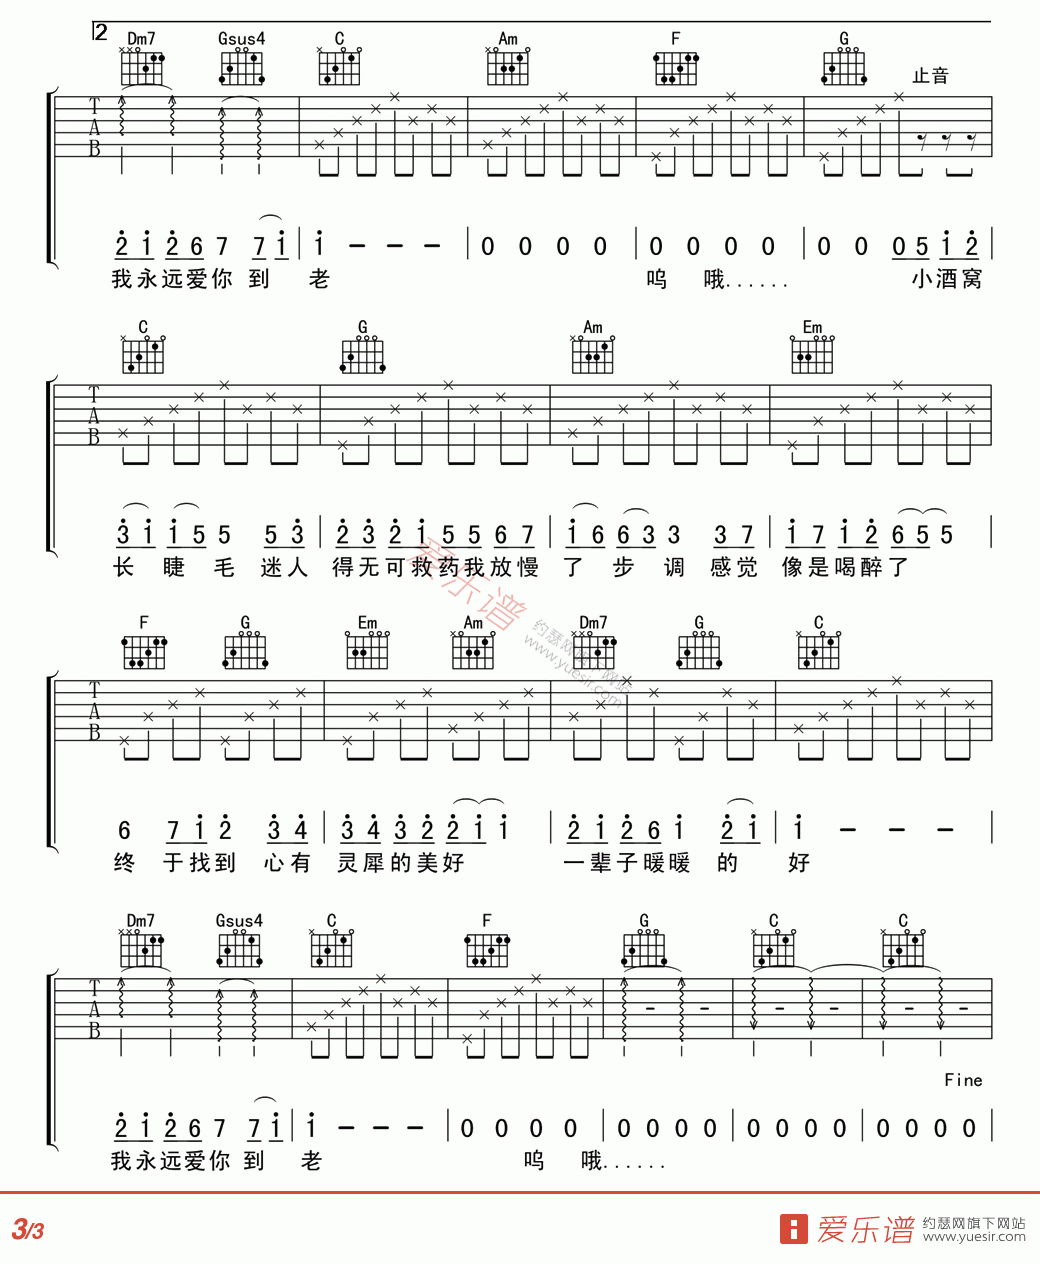 2
Dm7 Gsus4 C Am F G
止音
T
A
B
2 1 2 6 7 7 1 1 - - - 0 0 0 0 0 0 0 0 0 0 0 5 1 2
我永远爱你 到 老 呜 哦...... 小酒窝
C G Am Em
T
A
B
3 1 1 5 5 5 3 2 3 2 1 5 5 6 7 1 6 6 3 3 3 7 1 7 1 2 6 5 5
长 睫 毛 迷人 得无可救药我放慢 了 步 调 感觉 像是喝醉了
F G Em Am Dm7 G C
T
A
B
6 7 1 2 3 4 3 4 3 2 2 1 1 2 1 2 6 1 2 1 1 - - -
终 于找到 心有 灵犀的美好 一辈子暖暖 的 好
Dm7 Gsus4 C F G C C
T
A
B
Fine
2 1 2 6 7 7 1 1 - - - 0 0 0 0 0 0 0 0 0 0 0 0 0 0 0 0
我永远爱你 到 老 呜 哦......
爱乐谱
约瑟网旗下网站
www.yuesir.com
3/3
爱乐谱
约瑟网旗下网站
www.yuesir.com